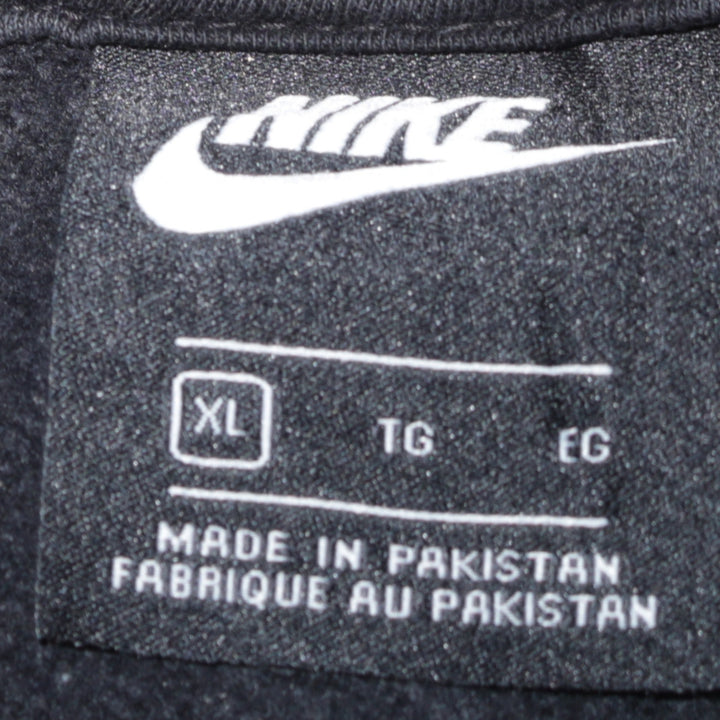 NIKE
XL TG EG
MADE IN PAKISTAN
FABRIQUE AU PAKISTAN